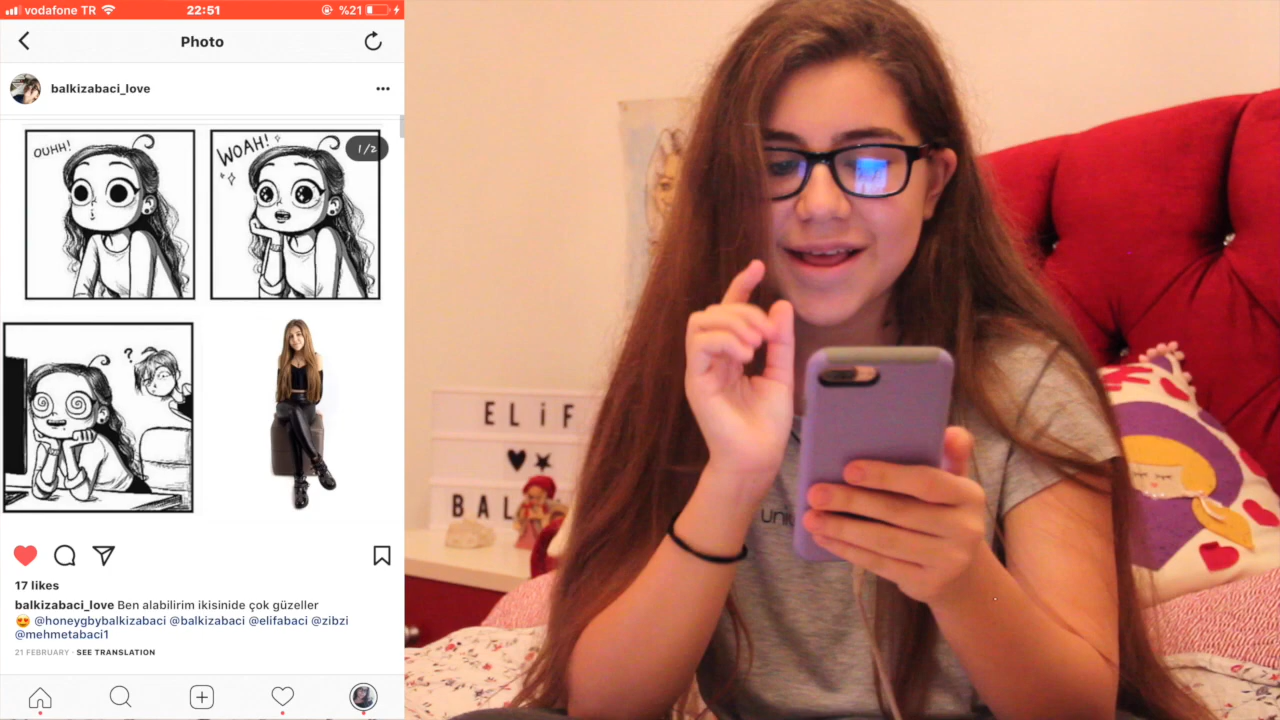 vodafone TR
22:51
%21
Photo
balkizabaci_love
OUHH!
WOAH!
1/2
?
17 likes
balkizabaci_love Ben alabilirim ikisinide çok güzeller
😍 @honeygbybalkizabaci @balkizabaci @elifabaci @zibzi
@mehmetabaci1
21 FEBRUARY · SEE TRANSLATION
ELiF
BAL